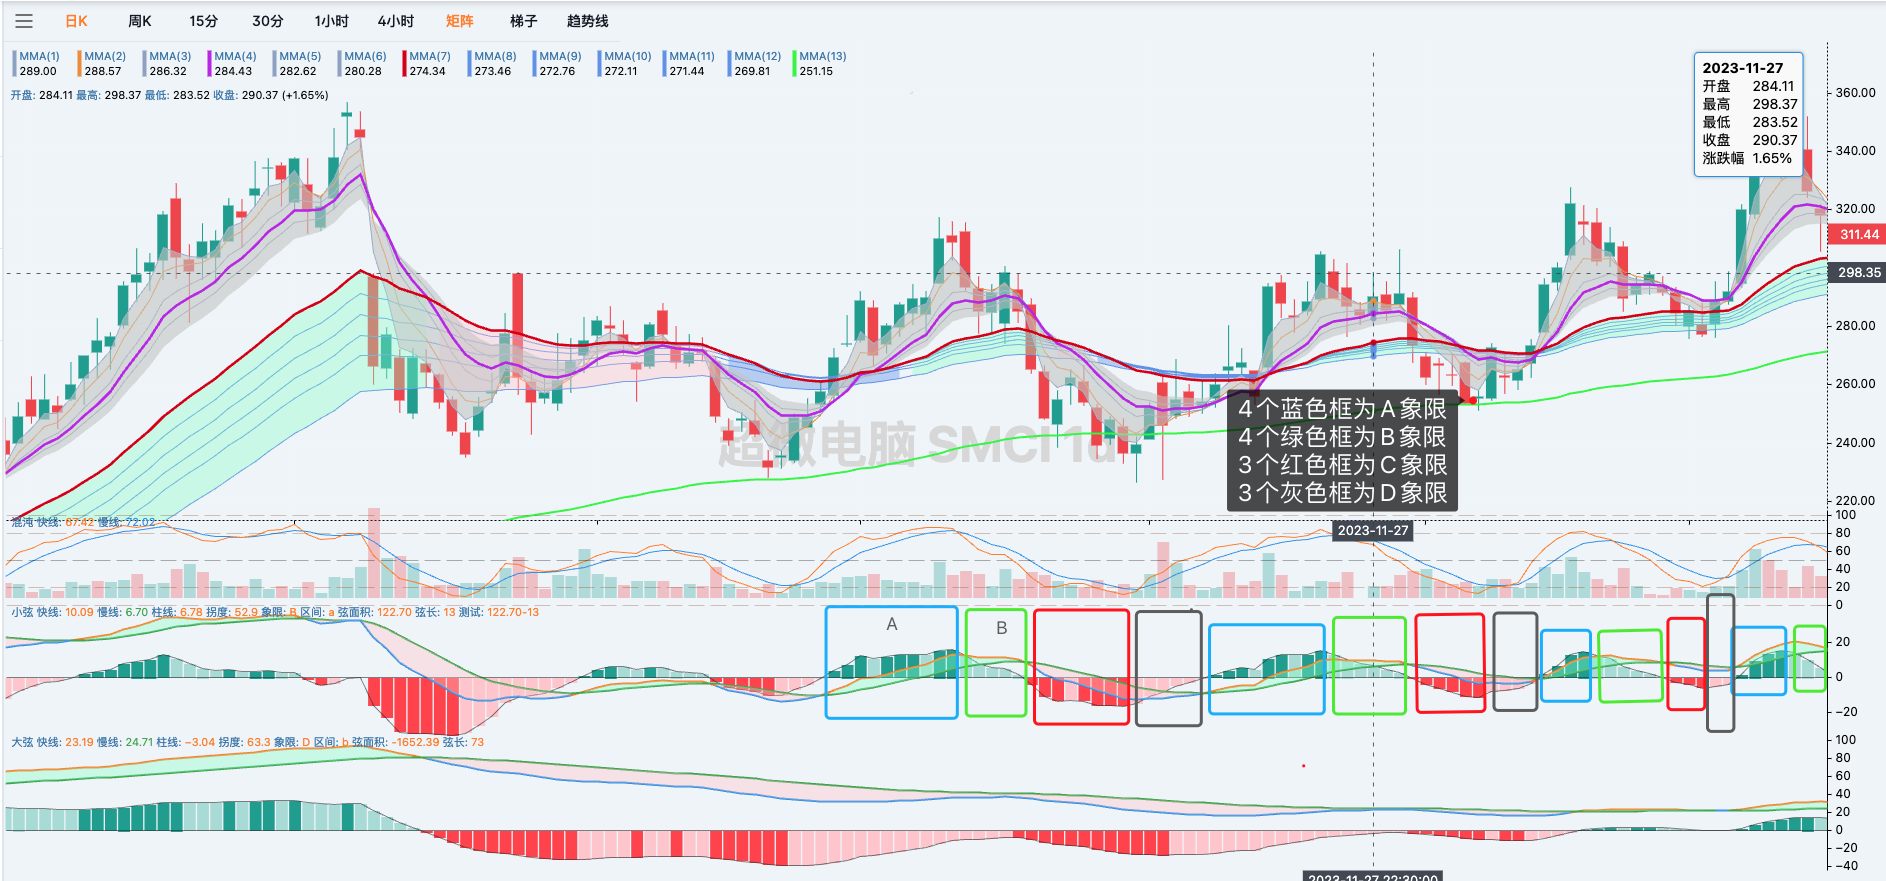 日K 周K 15分 30分 1小时 4小时 矩阵 梯子 趋势线
MMA(1) MMA(2) MMA(3) MMA(4) MMA(5) MMA(6) MMA(7) MMA(8) MMA(9) MMA(10) MMA(11) MMA(12) MMA(13)
289.00 288.57 286.32 284.43 282.62 280.28 274.34 273.46 272.76 272.11 271.44 269.81 251.15
开盘: 284.11 最高: 298.37 最低: 283.52 收盘: 290.37 (+1.65%)
2023-11-27
开盘 284.11
最高 298.37
最低 283.52
收盘 290.37
涨跌幅 1.65%
360.00
340.00
320.00
311.44
298.35
280.00
260.00
240.00
220.00
超微电脑 SMCI 1d
4个蓝色框为A象限
4个绿色框为B象限
3个红色框为C象限
3个灰色框为D象限
混沌 快线: 67.42 慢线: 72.02
2023-11-27
100
80
60
40
20
0
小弦 快线: 10.09 慢线: 6.70 柱线: 6.78 拐度: 52.9 象限: B 区间: a 弦面积: 122.70 弦长: 13 测试: 122.70-13
A
B
20
0
−20
大弦 快线: 23.19 慢线: 24.71 柱线: −3.04 拐度: 63.3 象限: D 区间: b 弦面积: -1652.39 弦长: 73
100
80
60
40
20
0
−20
−40
2023-11-27 22:30:00